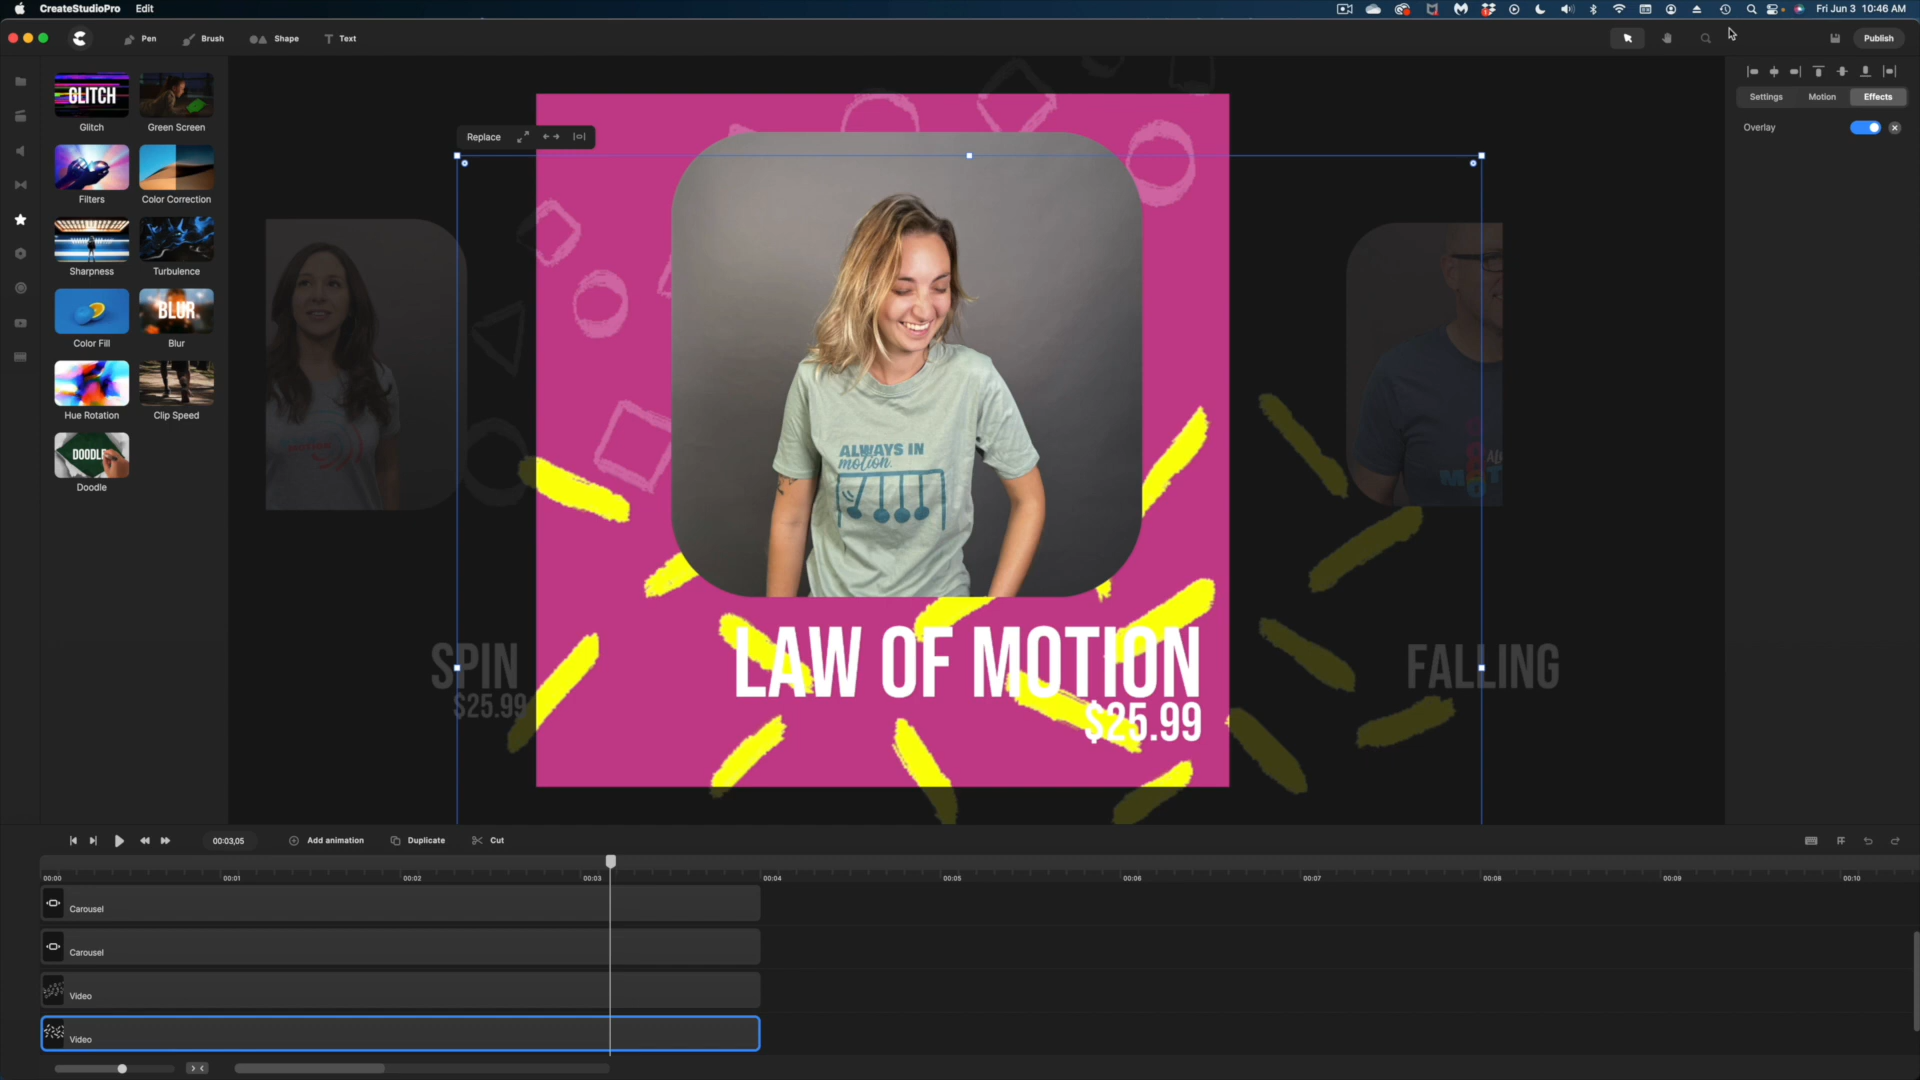 CreateStudioPro Edit
Fri Jun 3 10:46 AM
Pen Brush Shape Text
Publish
GLITCH
Glitch Green Screen
Filters Color Correction
Sharpness Turbulence
BLUR
Color Fill Blur
Hue Rotation Clip Speed
DOODLE
Doodle
Replace
ALWAYS IN
motion.
LAW OF MOTION
$25.99
SPIN
$25.99
FALLING
Settings Motion Effects
Overlay
00:03,05 Add animation Duplicate Cut
00:00 00:01 00:02 00:03 00:04 00:05 00:06 00:07 00:08 00:09 00:10
Carousel
Carousel
Video
Video